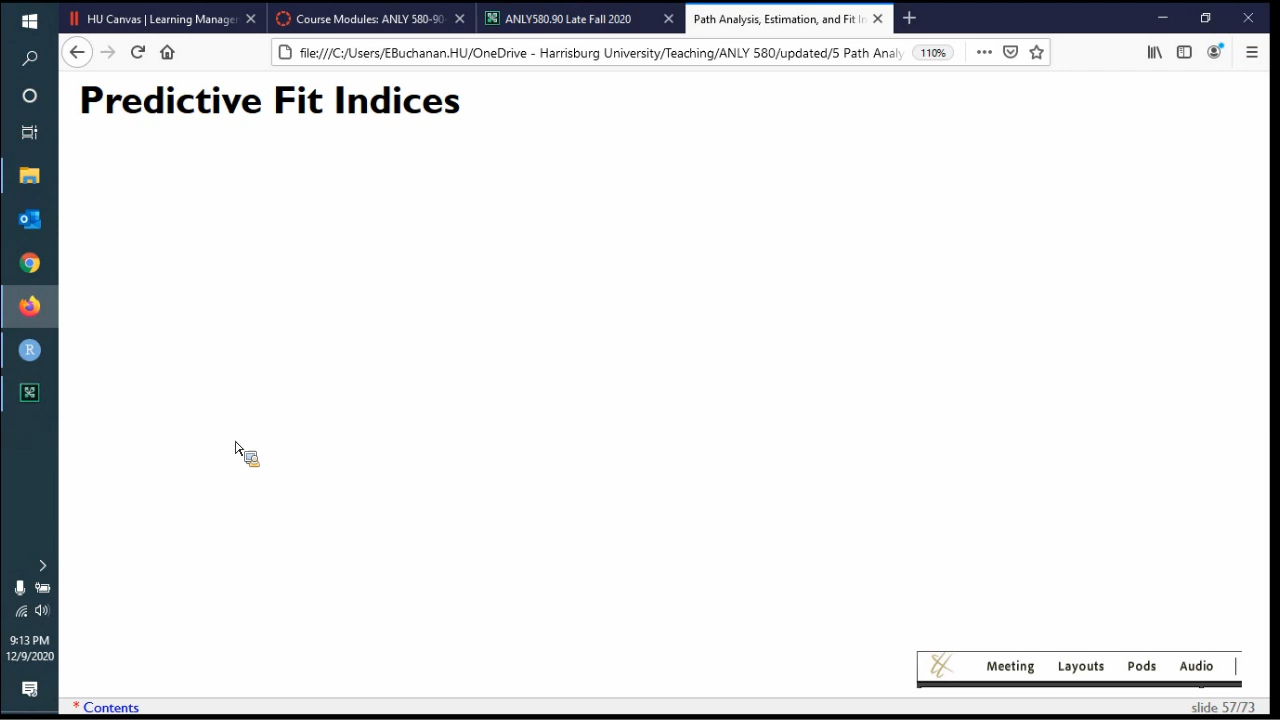 HU Canvas | Learning Manage
Course Modules: ANLY 580-90-
ANLY580.90 Late Fall 2020
Path Analysis, Estimation, and Fit In
file:///C:/Users/EBuchanan.HU/OneDrive - Harrisburg University/Teaching/ANLY 580/updated/5 Path Analy
110%
Predictive Fit Indices
R
9:13 PM
12/9/2020
Meeting Layouts Pods Audio
* Contents
slide 57/73